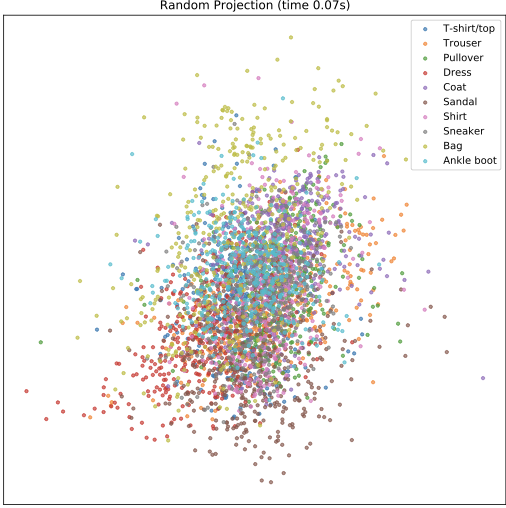 Random Projection (time 0.07s)
T-shirt/top
Trouser
Pullover
Dress
Coat
Sandal
Shirt
Sneaker
Bag
Ankle boot